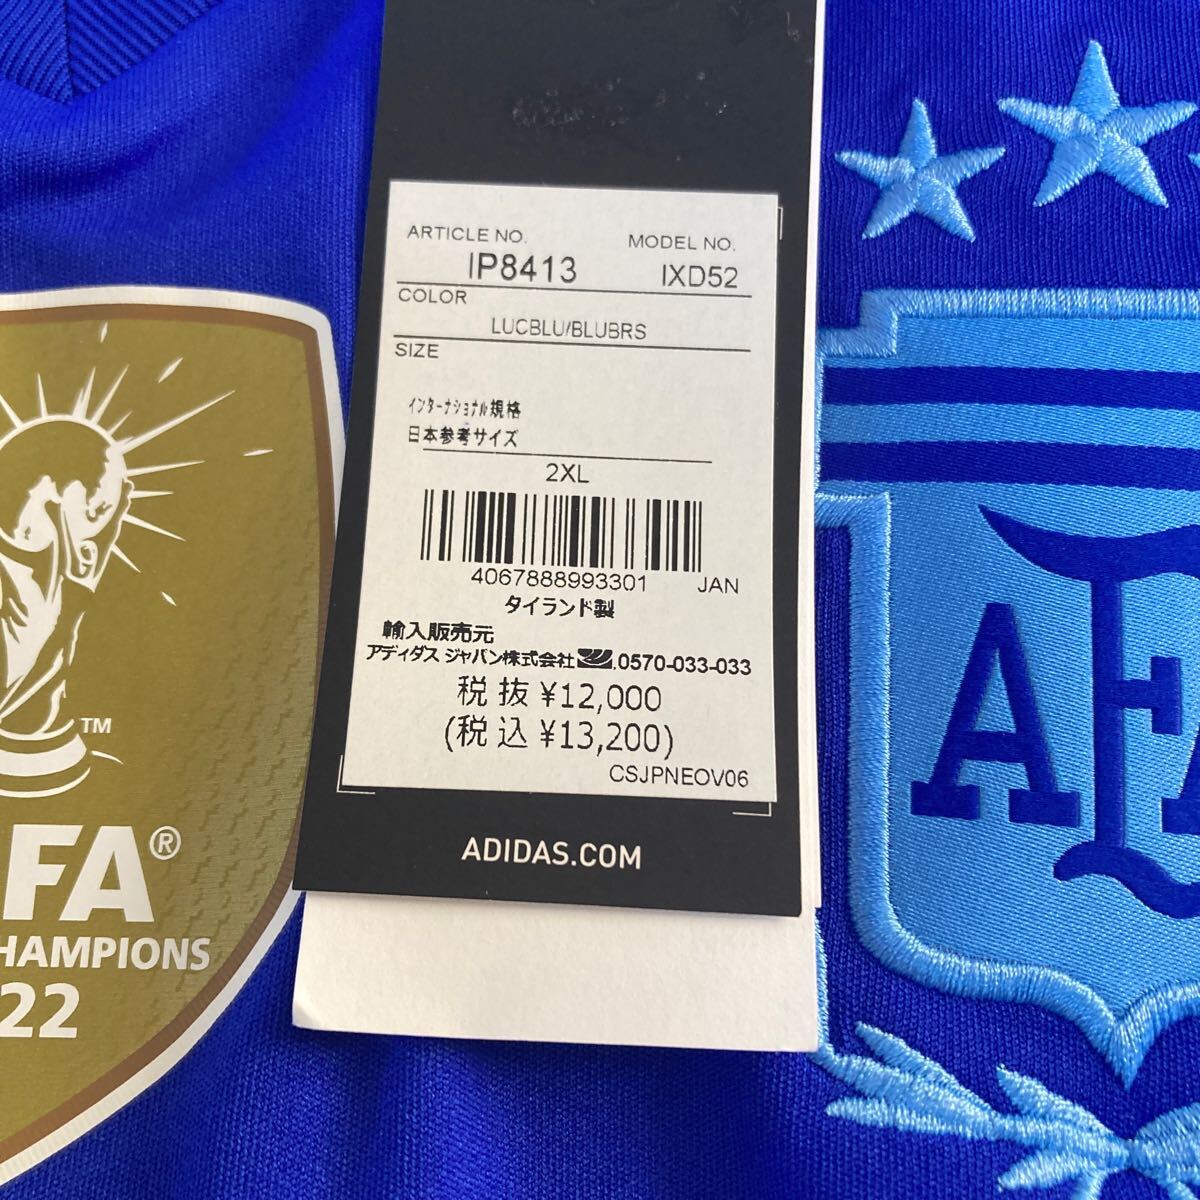 ARTICLE NO. MODEL NO.
IP8413 IXD52
COLOR
LUCBLU/BLUBRS
SIZE
インターナショナル規格
日本参考サイズ
2XL
4067888993301 JAN
タイランド製
輸入販売元
アディダス ジャパン株式会社 .0570-033-033
税抜 ¥12,000
(税込 ¥13,200)
CSJPNEOV06
ADIDAS.COM
TM
FA®
HAMPIONS
22
AFA